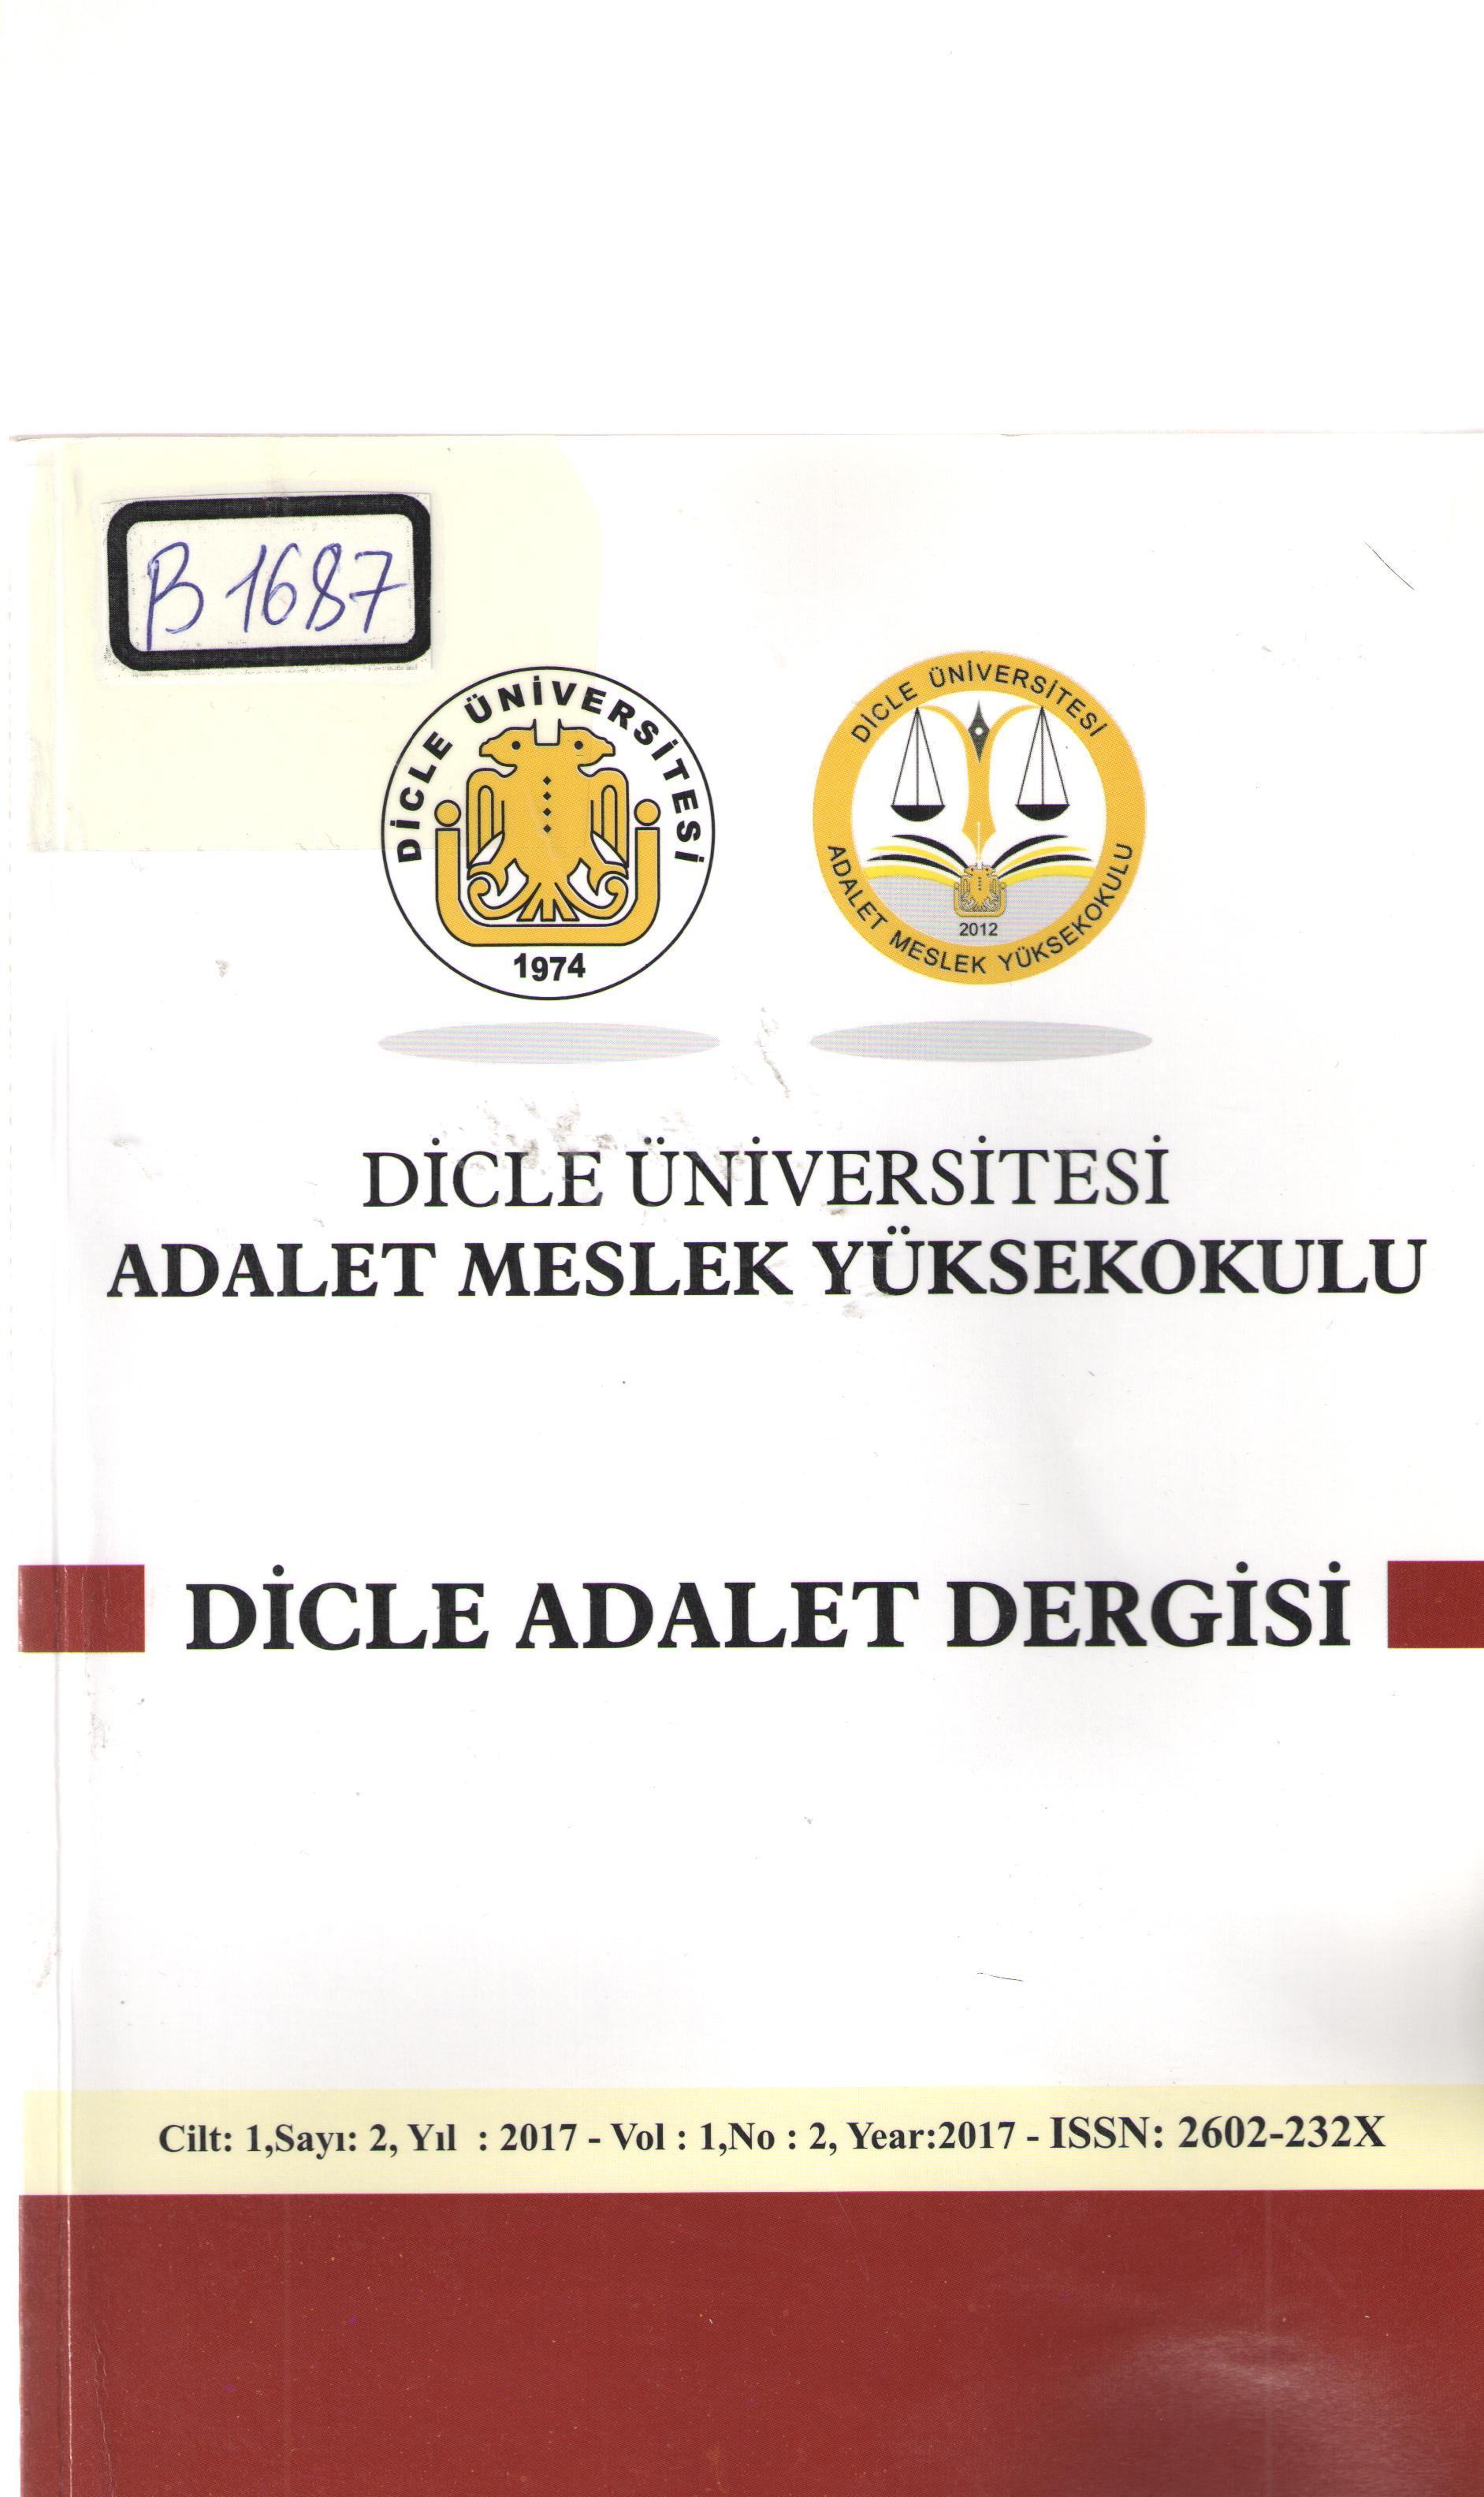 B1687
DİCLE ÜNİVERSİTESİ
1974
DİCLE ÜNİVERSİTESİ
2012
ADALET MESLEK YÜKSEKOKULU
DİCLE ÜNİVERSİTESİ
ADALET MESLEK YÜKSEKOKULU
DİCLE ADALET DERGİSİ
Cilt: 1,Sayı: 2, Yıl : 2017 - Vol : 1,No : 2, Year:2017 - ISSN: 2602-232X